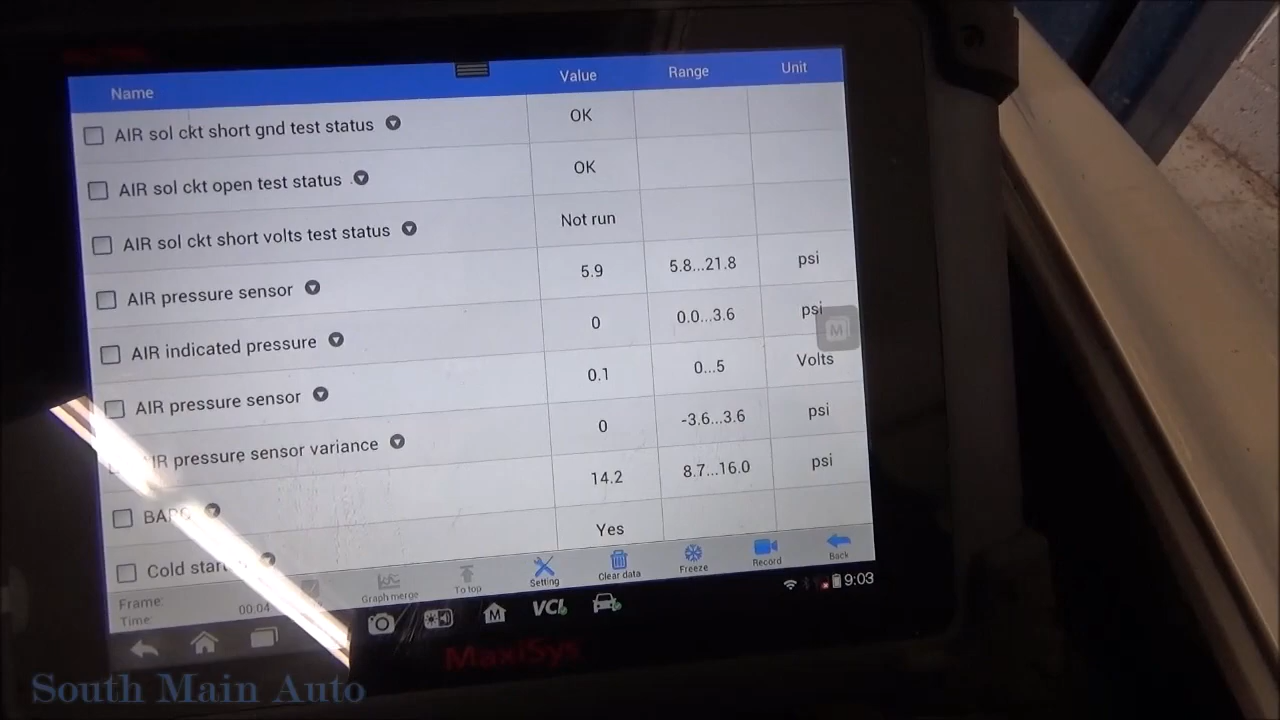 Name Value Range Unit
AIR sol ckt short gnd test status OK
AIR sol ckt open test status OK
AIR sol ckt short volts test status Not run
AIR pressure sensor 5.9 5.8...21.8 psi
AIR indicated pressure 0 0.0...3.6 psi
M
AIR pressure sensor 0.1 0...5 Volts
AIR pressure sensor variance 0 -3.6...3.6 psi
BARO 14.2 8.7...16.0 psi
Cold start Yes
Frame:
Time: 00:04
Graph merge To top Setting Clear data Freeze Record Back
M VCI 9:03
MaxiSys
South Main Auto